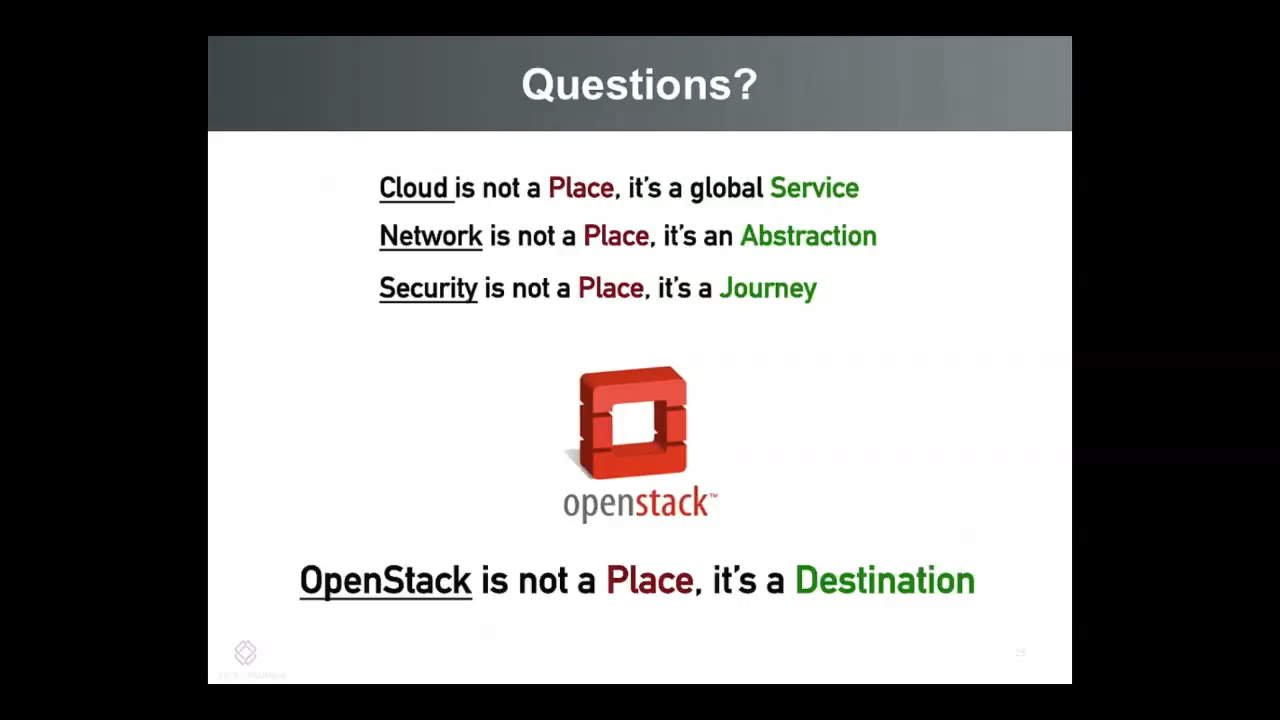 Questions?
Cloud is not a Place, it's a global Service
Network is not a Place, it's an Abstraction
Security is not a Place, it's a Journey
openstack™
OpenStack is not a Place, it's a Destination